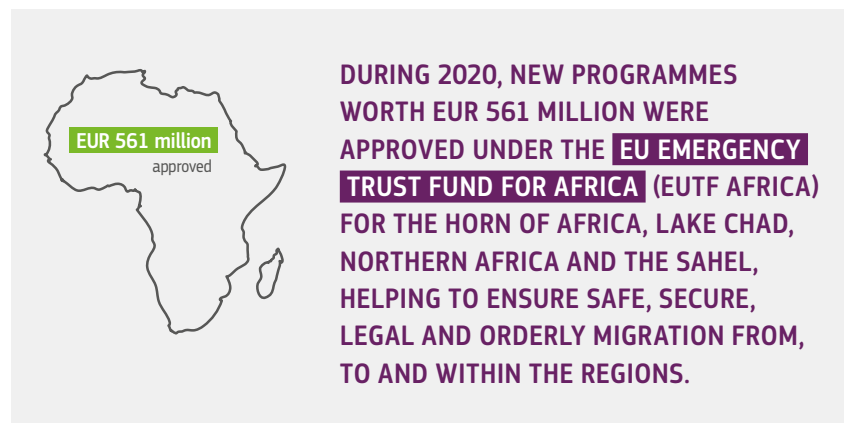 EUR 561 million
approved
DURING 2020, NEW PROGRAMMES
WORTH EUR 561 MILLION WERE
APPROVED UNDER THE EU EMERGENCY
TRUST FUND FOR AFRICA (EUTF AFRICA)
FOR THE HORN OF AFRICA, LAKE CHAD,
NORTHERN AFRICA AND THE SAHEL,
HELPING TO ENSURE SAFE, SECURE,
LEGAL AND ORDERLY MIGRATION FROM,
TO AND WITHIN THE REGIONS.